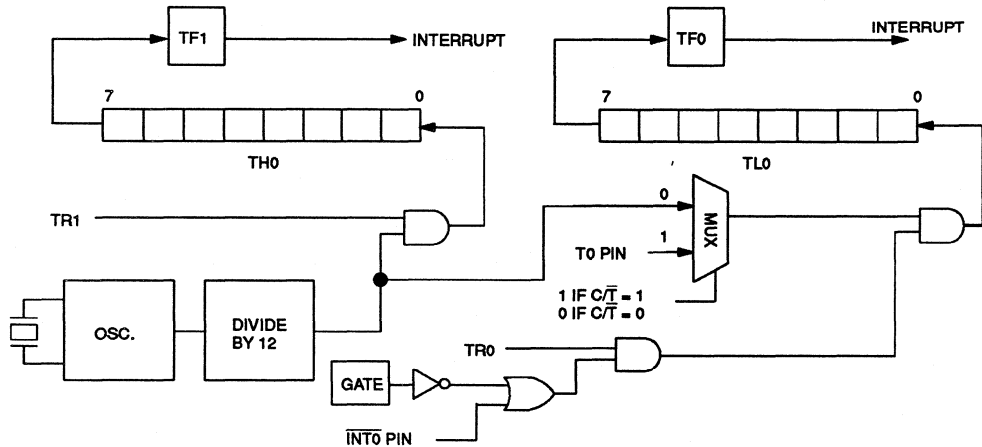 TF1
INTERRUPT
TF0
INTERRUPT
7
0
7
0
TH0
TL0
TR1
0
1
MUX
T0 PIN
1 IF C/T̅ = 1
0 IF C/T̅ = 0
OSC.
DIVIDE
BY 12
TR0
GATE
I̅N̅T̅0̅ PIN